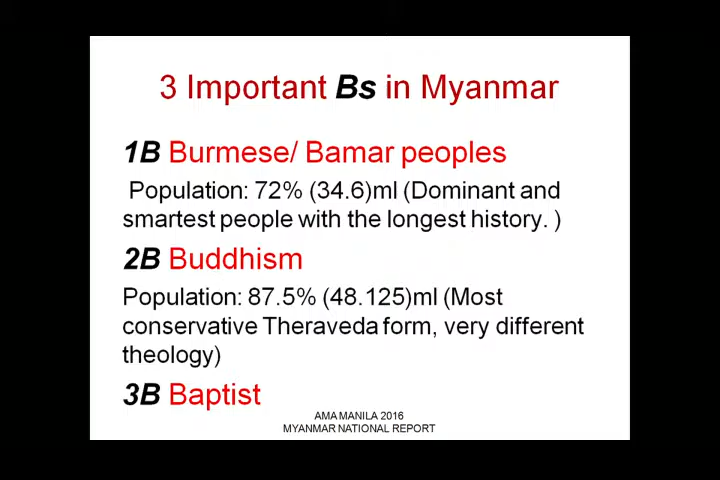 3 Important Bs in Myanmar
1B Burmese/ Bamar peoples
Population: 72% (34.6)ml (Dominant and
smartest people with the longest history. )
2B Buddhism
Population: 87.5% (48.125)ml (Most
conservative Theraveda form, very different
theology)
3B Baptist
AMA MANILA 2016
MYANMAR NATIONAL REPORT